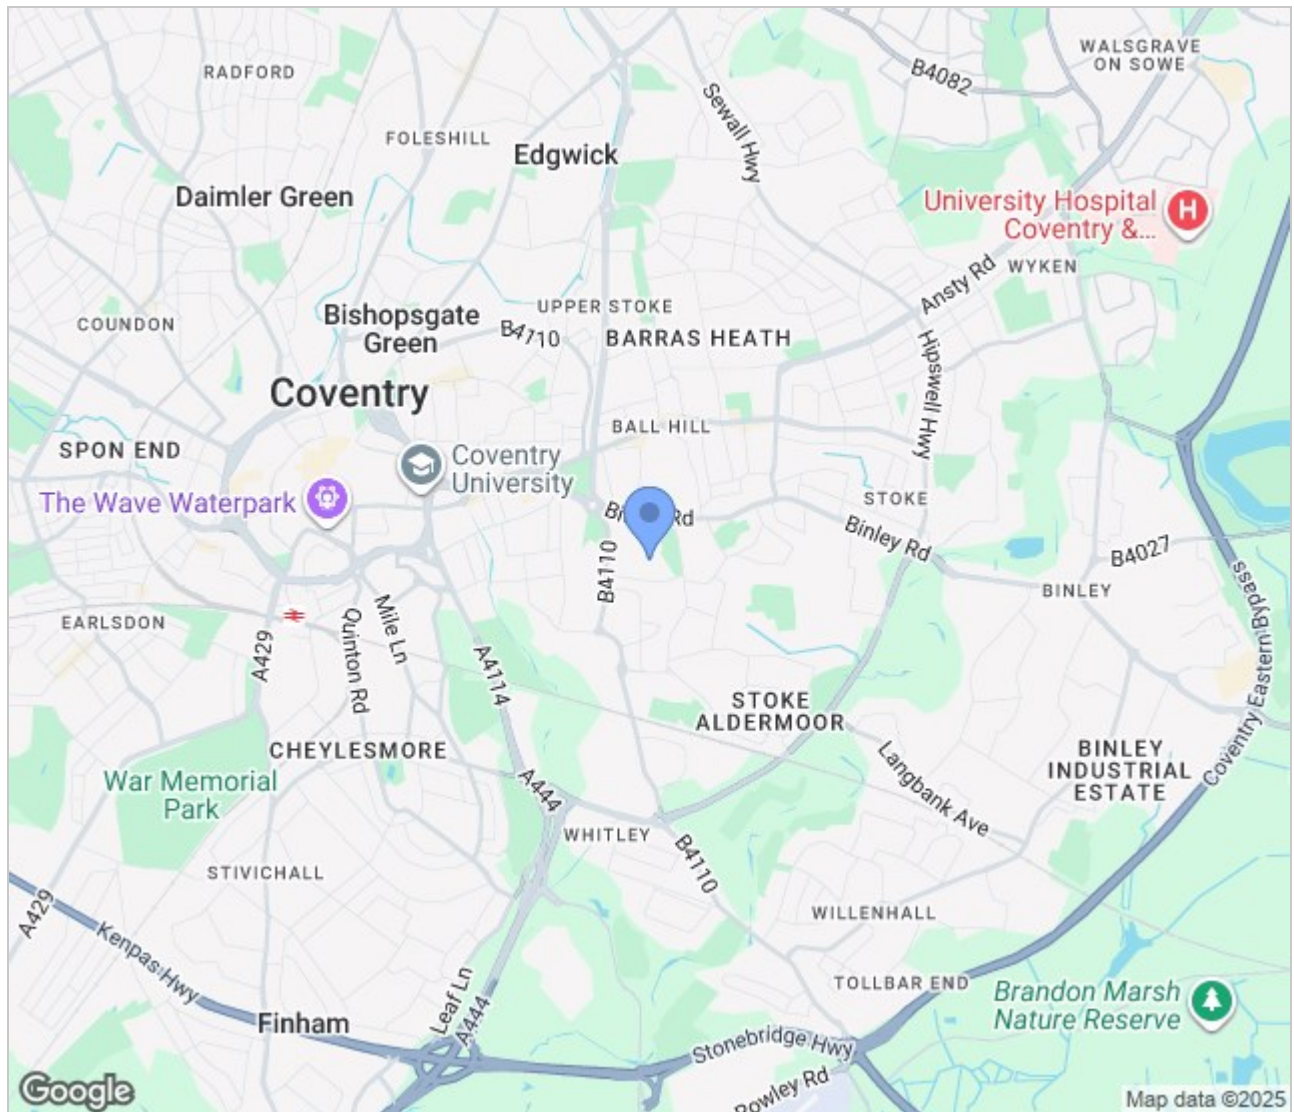 WALSGRAVE
ON SOWE
RADFORD
B4082
Sewall Hwy
FOLESHILL
Edgwick
Daimler Green
University Hospital
Coventry &...
H
WYKEN
Ansty Rd
UPPER STOKE
Bishopsgate
Green
COUNDON
B4110
BARRAS HEATH
Hipswell Hwy
Coventry
BALL HILL
SPON END
Coventry
University
The Wave Waterpark
STOKE
Rd
Binley Rd
B4110
B4027
BINLEY
Coventry Eastern Bypass
EARLSDON
A429
Quinton Rd
Mile Ln
A4114
STOKE
ALDERMOOR
CHEYLESMORE
BINLEY
INDUSTRIAL
ESTATE
War Memorial
Park
A444
Langbank Ave
WHITLEY
B4110
STIVICHALL
A429
WILLENHALL
Kenpas Hwy
TOLLBAR END
Leaf Ln
A444
Brandon Marsh
Nature Reserve
Finham
Stonebridge Hwy
Rowley Rd
Google
Map data ©2025